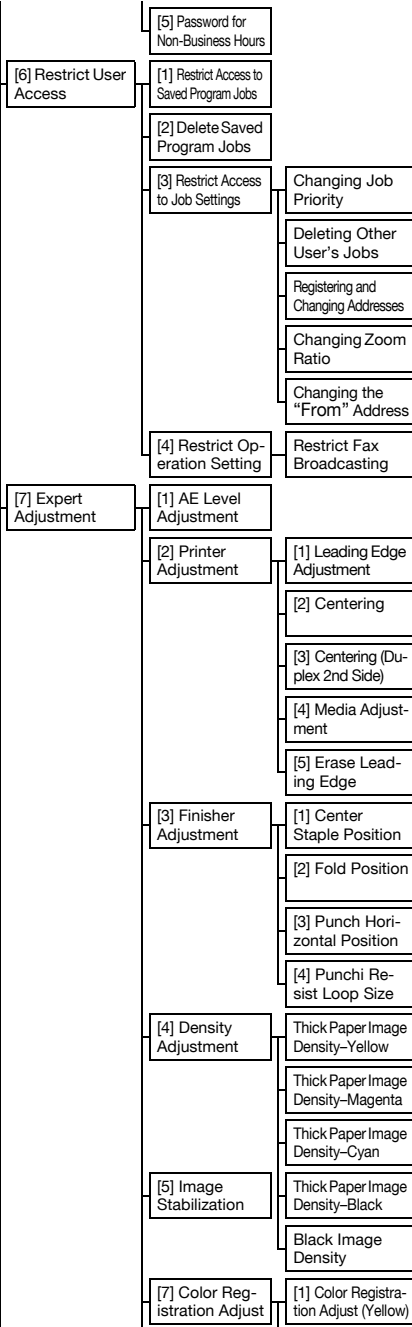 [5] Password for
Non-Business Hours
[6] Restrict User
Access
[1] Restrict Access to
Saved Program Jobs
[2] Delete Saved
Program Jobs
[3] Restrict Access
to Job Settings
Changing Job
Priority
Deleting Other
User's Jobs
Registering and
Changing Addresses
Changing Zoom
Ratio
Changing the
“From” Address
[4] Restrict Op-
eration Setting
Restrict Fax
Broadcasting
[7] Expert
Adjustment
[1] AE Level
Adjustment
[2] Printer
Adjustment
[1] Leading Edge
Adjustment
[2] Centering
[3] Centering (Du-
plex 2nd Side)
[4] Media Adjust-
ment
[5] Erase Lead-
ing Edge
[3] Finisher
Adjustment
[1] Center
Staple Position
[2] Fold Position
[3] Punch Hori-
zontal Position
[4] Punchi Re-
sist Loop Size
[4] Density
Adjustment
Thick Paper Image
Density–Yellow
Thick Paper Image
Density–Magenta
Thick Paper Image
Density–Cyan
[5] Image
Stabilization
Thick Paper Image
Density–Black
Black Image
Density
[7] Color Reg-
istration Adjust
[1] Color Registra-
tion Adjust (Yellow)